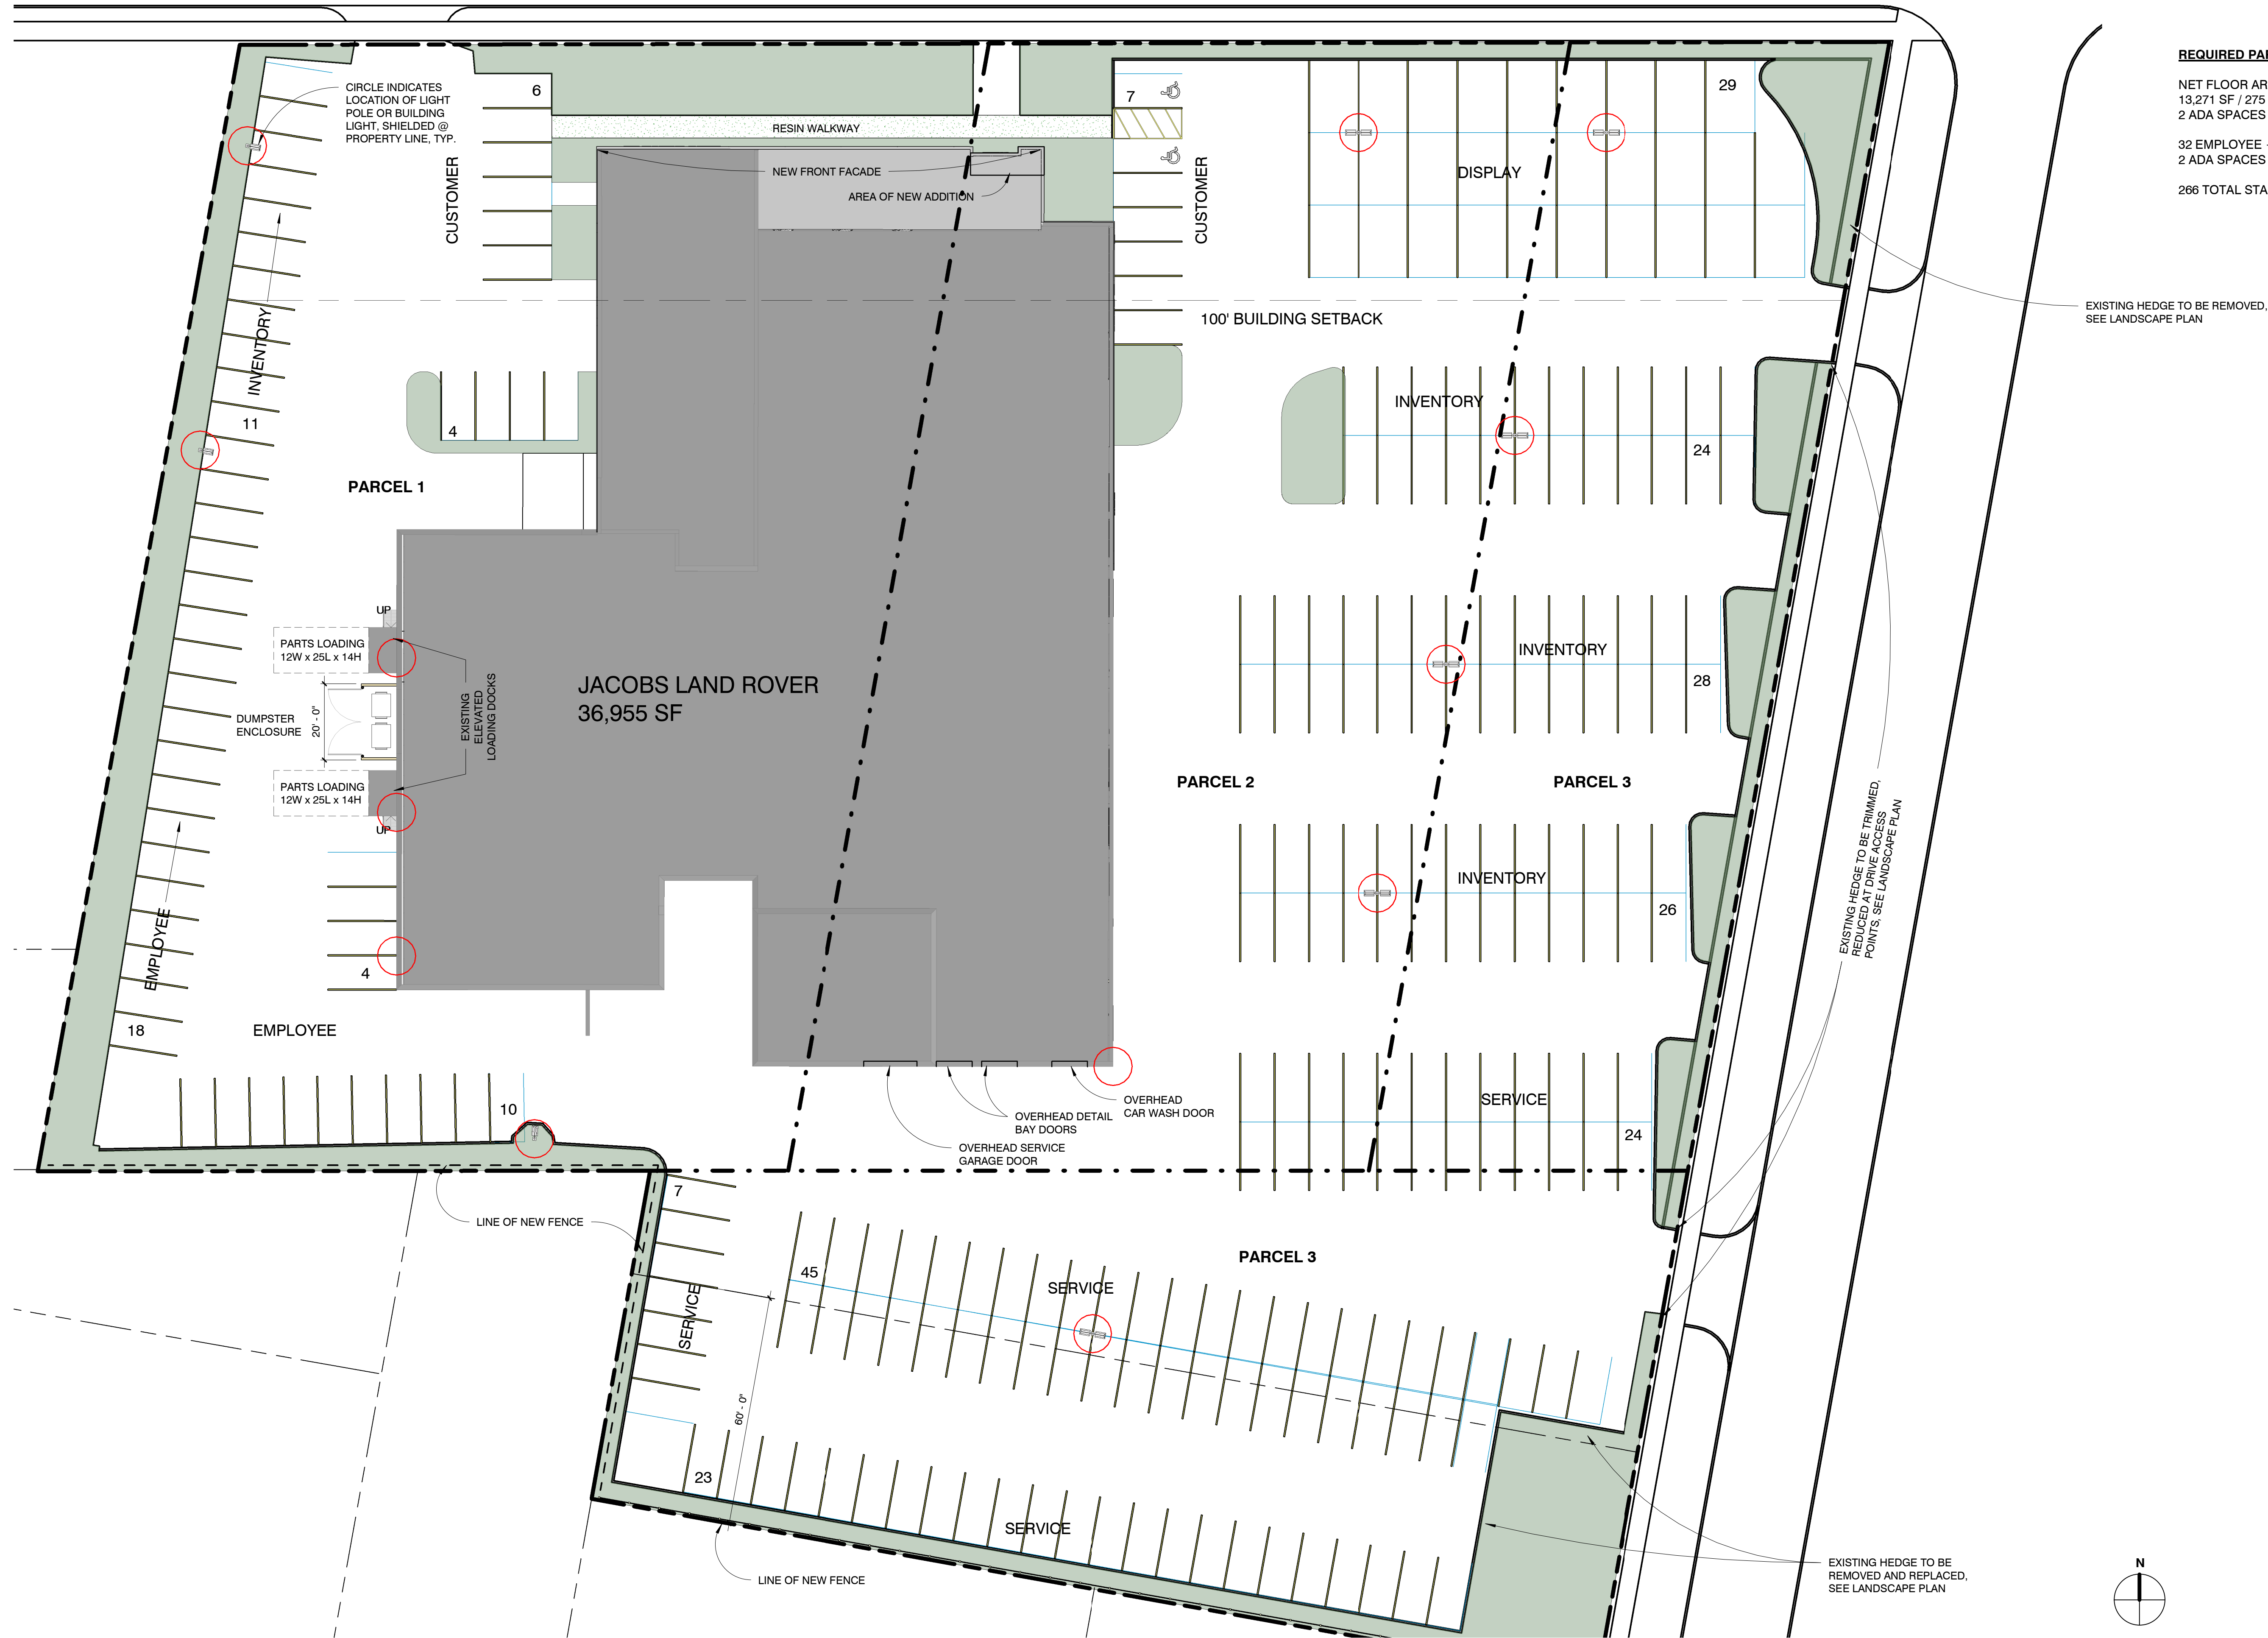 REQUIRED
NET FLOOR
13,271 SF / 275
2 ADA SPACES
32 EMPLOYEE
2 ADA SPACES
266 TOTAL
CIRCLE INDICATES
LOCATION OF LIGHT
POLE OR BUILDING
LIGHT, SHIELDED @
PROPERTY LINE, TYP.
6
7
29
RESIN WALKWAY
CUSTOMER
CUSTOMER
NEW FRONT FACADE
AREA OF NEW ADDITION
DISPLAY
EXISTING HEDGE TO BE REMOVED,
SEE LANDSCAPE PLAN
100' BUILDING SETBACK
INVENTORY
11
4
INVENTORY
24
PARCEL 1
UP
PARTS LOADING
12W x 25L x 14H
DUMPSTER
ENCLOSURE
20' - 0"
EXISTING
ELEVATED
LOADING DOCKS
PARTS LOADING
12W x 25L x 14H
UP
JACOBS LAND ROVER
36,955 SF
INVENTORY
28
PARCEL 2
PARCEL 3
INVENTORY
26
EXISTING HEDGE TO BE TRIMMED,
REDUCED AT DRIVE ACCESS
POINTS, SEE LANDSCAPE PLAN
EMPLOYEE
4
18
EMPLOYEE
10
SERVICE
24
OVERHEAD
CAR WASH DOOR
OVERHEAD DETAIL
BAY DOORS
OVERHEAD SERVICE
GARAGE DOOR
7
LINE OF NEW FENCE
PARCEL 3
45
SERVICE
SERVICE
60' - 0"
23
SERVICE
LINE OF NEW FENCE
EXISTING HEDGE TO BE
REMOVED AND REPLACED,
SEE LANDSCAPE PLAN
N